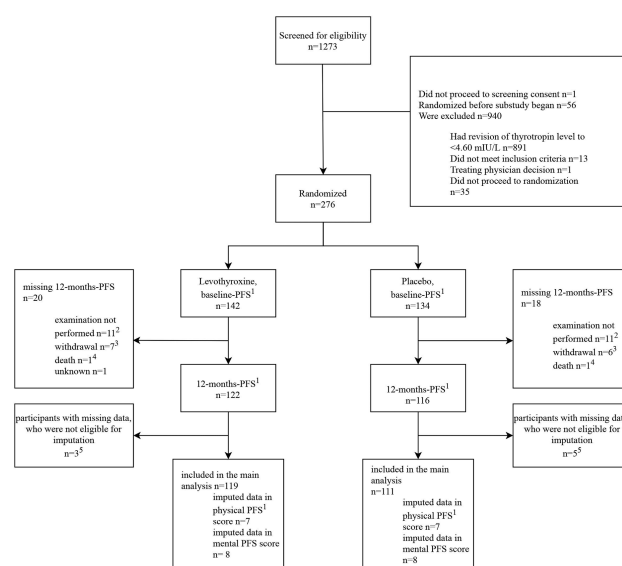 Screened for eligibility
n=1273
Did not proceed to screening consent n=1
Randomized before substudy began n=56
Were excluded n=940
Had revision of thyrotropin level to
<4.60 mIU/L n=891
Did not meet inclusion criteria n=13
Treating physician decision n=1
Did not proceed to randomization
n=35
Randomized
n=276
Levothyroxine,
baseline-PFS¹
n=142
Placebo,
baseline-PFS¹
n=134
missing 12-months-PFS
n=20
examination not
performed n=11²
withdrawal n=7³
death n=1⁴
unknown n=1
missing 12-months-PFS
n=18
examination not
performed n=11²
withdrawal n=6³
death n=1⁴
12-months-PFS¹
n=122
12-months-PFS¹
n=116
participants with missing data,
who were not eligible for
imputation
n=3⁵
participants with missing dat
who were not eligible for
imputation
n=5⁵
included in the main
analysis n=119
imputed data in
physical PFS¹
score n=7
imputed data in
mental PFS score
n= 8
included in the main
analysis
n=111
imputed data in
physical PFS¹
score n=7
imputed data in
mental PFS score
n=8